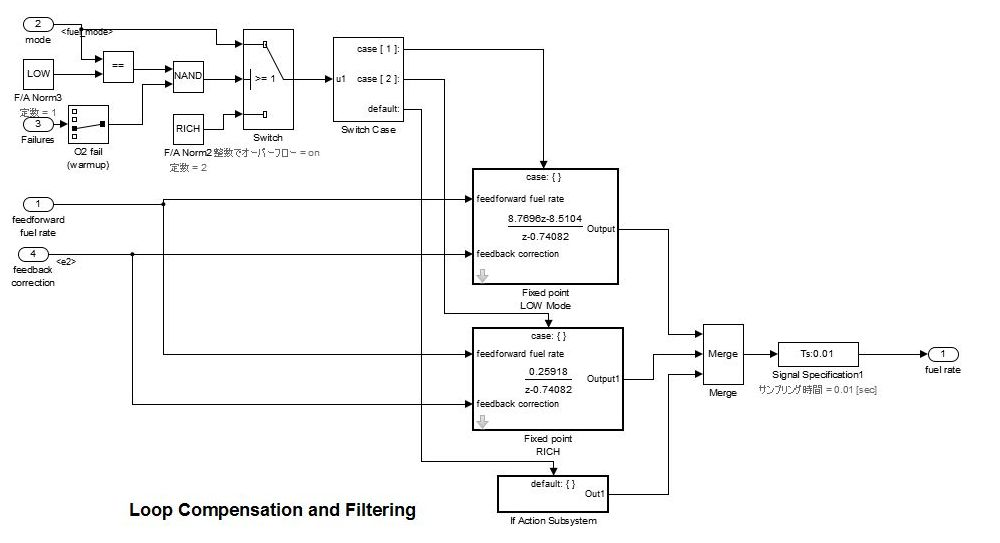 2
mode
<fuel_mode>
LOW
F/A Norm3
定数 = 1
==
3
Failures
O2 fail
(warmup)
NAND
RICH
F/A Norm2
定数 = 2
>= 1
Switch
整数でオーバーフロー = on
u1
case [ 1 ]:
case [ 2 ]:
default:
Switch Case
1
feedforward
fuel rate
4
<e2>
feedback
correction
case: { }
feedforward fuel rate
8.7696z-8.5104
z-0.74082
Output
feedback correction
Fixed point
LOW Mode
case: { }
feedforward fuel rate
0.25918
z-0.74082
Output1
feedback correction
Fixed point
RICH
default: { }
Out1
If Action Subsystem
Merge
Merge
Ts:0.01
Signal Specification1
サンプリング時間 = 0.01 [sec]
1
fuel rate
Loop Compensation and Filtering